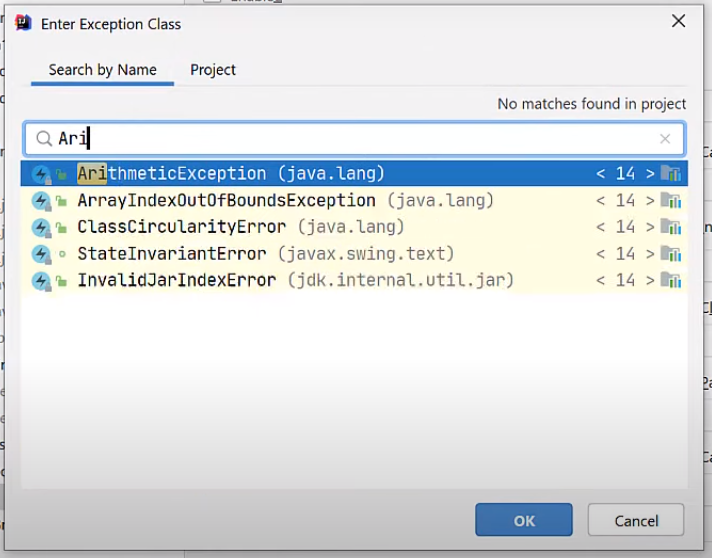 Enter Exception Class
Search by Name Project
No matches found in project
Ari
ArithmeticException (java.lang) < 14 >
ArrayIndexOutOfBoundsException (java.lang) < 14 >
ClassCircularityError (java.lang) < 14 >
StateInvariantError (javax.swing.text) < 14 >
InvalidJarIndexError (jdk.internal.util.jar) < 14 >
OK Cancel